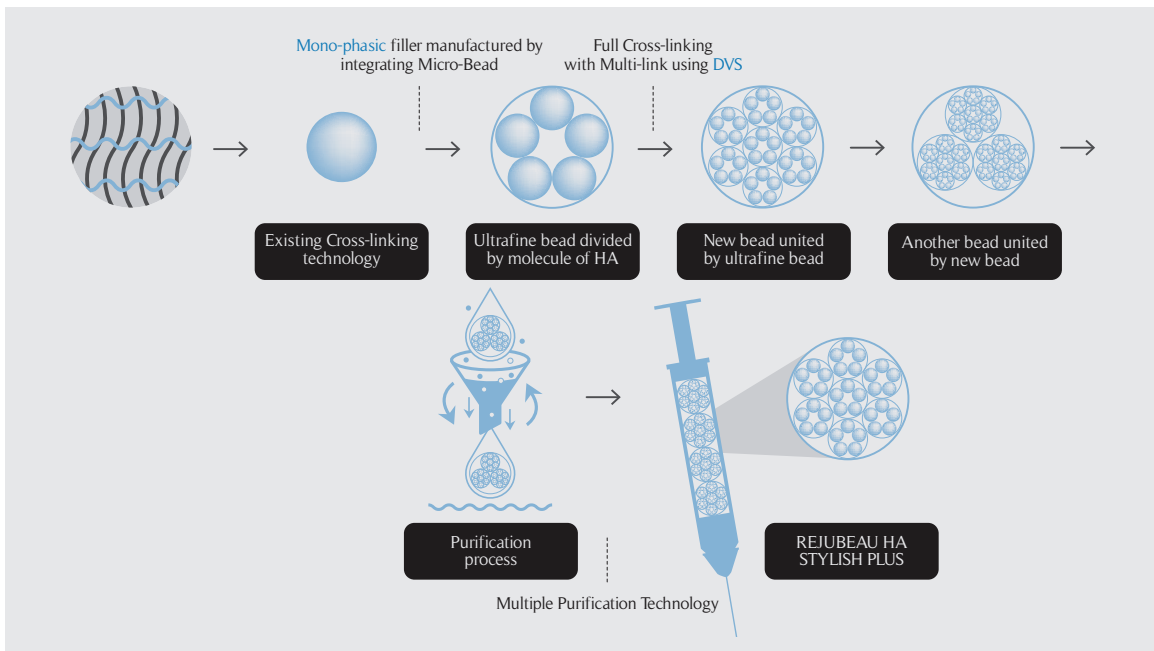 Mono-phasic filler manufactured by
integrating Micro-Bead
Full Cross-linking
with Multi-link using DVS
Existing Cross-linking
technology
Ultrafine bead divided
by molecule of HA
New bead united
by ultrafine bead
Another bead united
by new bead
Purification
process
Multiple Purification Technology
REJUBEAU HA
STYLISH PLUS